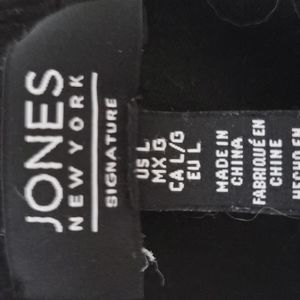 JONES
NEW YORK
SIGNATURE
US L
MX G
CA L/G
EU L
MADE IN
CHINA
FABRIQUÉ EN
CHINE
HECHO EN